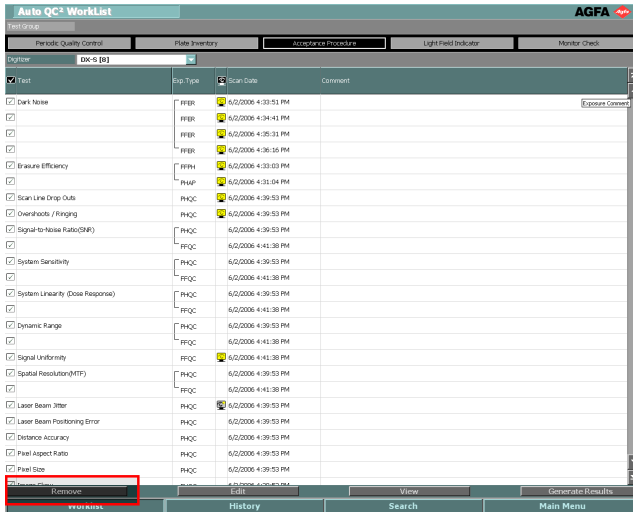 Auto QC² WorkList AGFA Agfa
Test Group
Periodic Quality Control Plate Inventory Acceptance Procedure Light Field Indicator Monitor Check
Digitizer DX-S [B]
Test Exp.Type Scan Date Comment
Dark Noise FFER 6/2/2006 4:33:51 PM Exposure Comment
FFER 6/2/2006 4:34:41 PM
FFER 6/2/2006 4:35:31 PM
FFER 6/2/2006 4:36:16 PM
Erasure Efficiency FFPH 6/2/2006 4:33:03 PM
PHAP 6/2/2006 4:31:04 PM
Scan Line Drop Outs PHQC 6/2/2006 4:39:53 PM
Overshoots / Ringing PHQC 6/2/2006 4:39:53 PM
Signal-to-Noise Ratio(SNR) PHQC 6/2/2006 4:39:53 PM
FFQC 6/2/2006 4:41:38 PM
System Sensitivity PHQC 6/2/2006 4:39:53 PM
FFQC 6/2/2006 4:41:38 PM
System Linearity (Dose Response) PHQC 6/2/2006 4:39:53 PM
FFQC 6/2/2006 4:41:38 PM
Dynamic Range PHQC 6/2/2006 4:39:53 PM
FFQC 6/2/2006 4:41:38 PM
Signal Uniformity FFQC 6/2/2006 4:41:38 PM
Spatial Resolution(MTF) PHQC 6/2/2006 4:39:53 PM
FFQC 6/2/2006 4:41:38 PM
Laser Beam Jitter PHQC 6/2/2006 4:39:53 PM
Laser Beam Positioning Error PHQC 6/2/2006 4:39:53 PM
Distance Accuracy PHQC 6/2/2006 4:39:53 PM
Pixel Aspect Ratio PHQC 6/2/2006 4:39:53 PM
Pixel Size PHQC 6/2/2006 4:39:53 PM
Remove Edit View Generate Results
Worklist History Search Main Menu